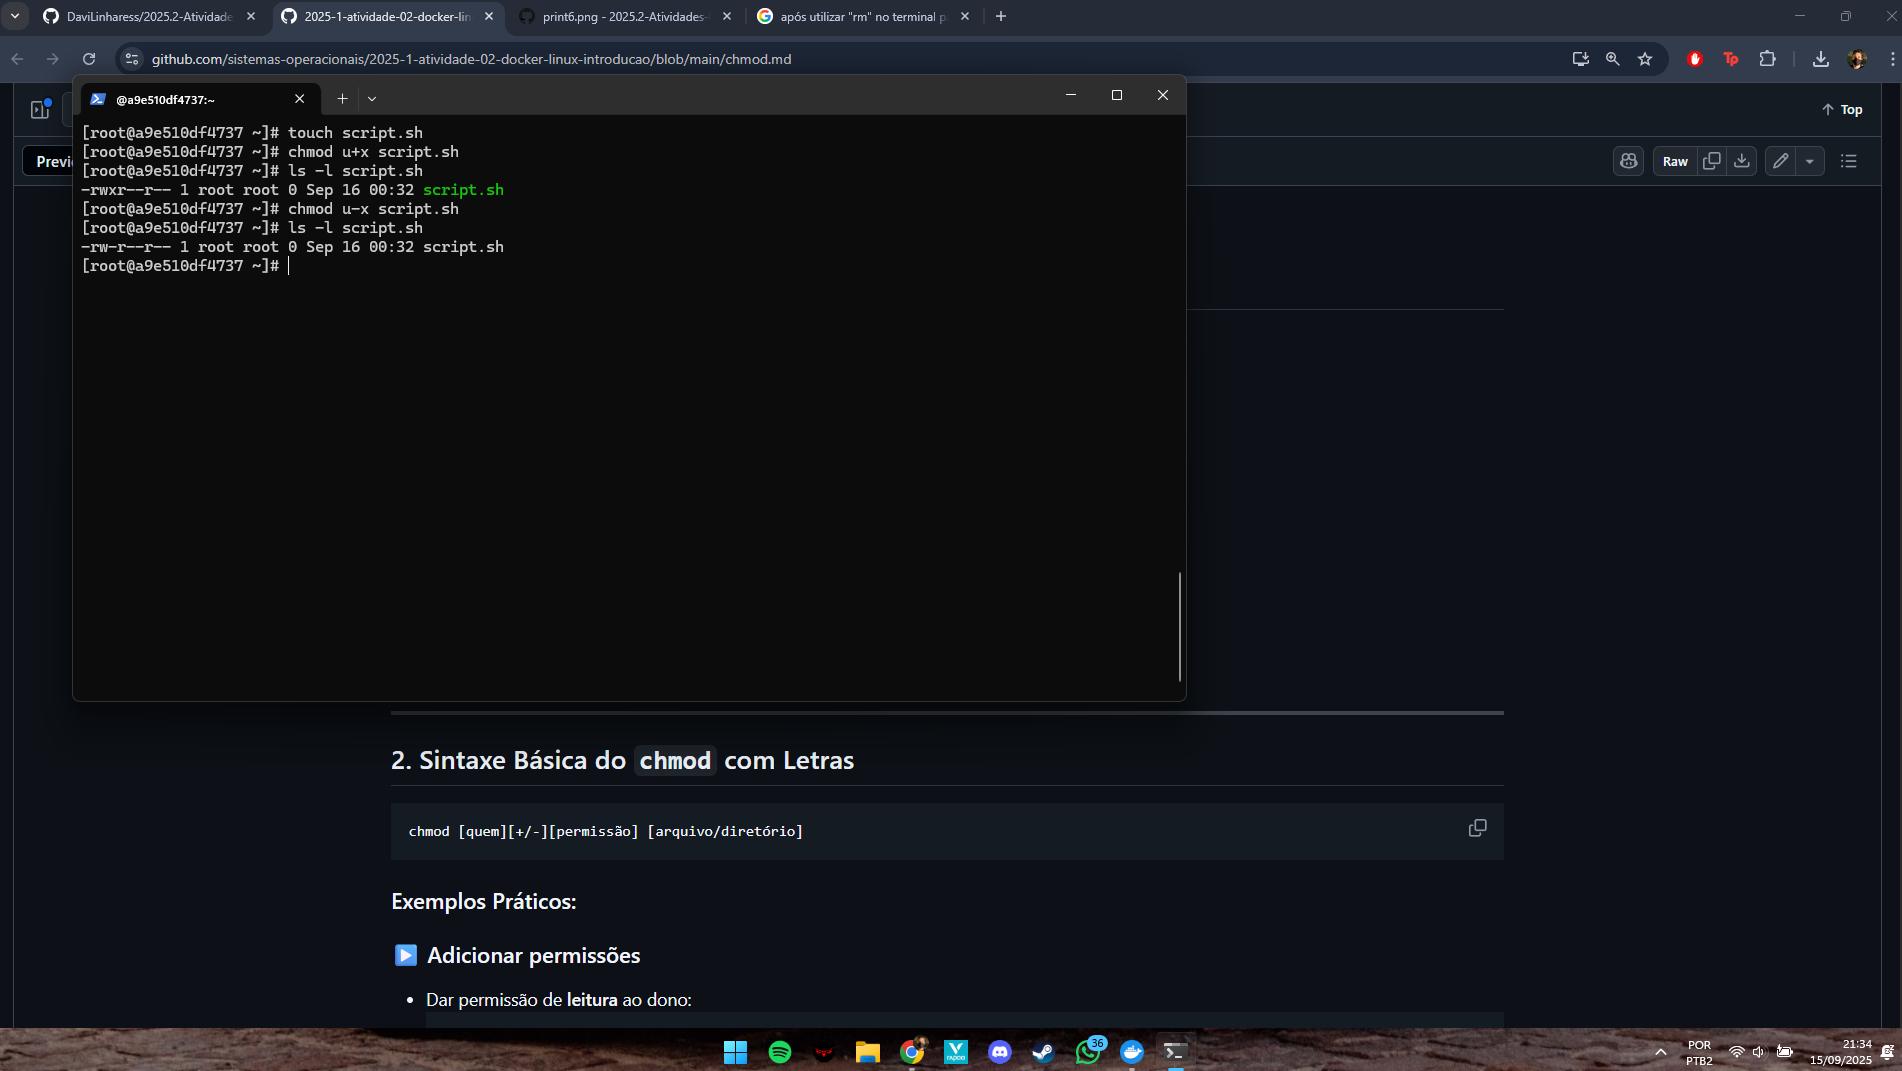 DaviLinharess/2025.2-Atividade
2025-1-atividade-02-docker-lin
print6.png - 2025.2-Atividades-
após utilizar "rm" no terminal p
github.com/sistemas-operacionais/2025-1-atividade-02-docker-linux-introducao/blob/main/chmod.md
@a9e510df4737:~
Top
Previ
Raw
[root@a9e510df4737 ~]# touch script.sh
[root@a9e510df4737 ~]# chmod u+x script.sh
[root@a9e510df4737 ~]# ls -l script.sh
-rwxr--r-- 1 root root 0 Sep 16 00:32 script.sh
[root@a9e510df4737 ~]# chmod u-x script.sh
[root@a9e510df4737 ~]# ls -l script.sh
-rw-r--r-- 1 root root 0 Sep 16 00:32 script.sh
[root@a9e510df4737 ~]#
2. Sintaxe Básica do chmod com Letras
chmod [quem][+/-][permissão] [arquivo/diretório]
Exemplos Práticos:
Adicionar permissões
• Dar permissão de leitura ao dono:
36
POR
PTB2
21:34
15/09/2025